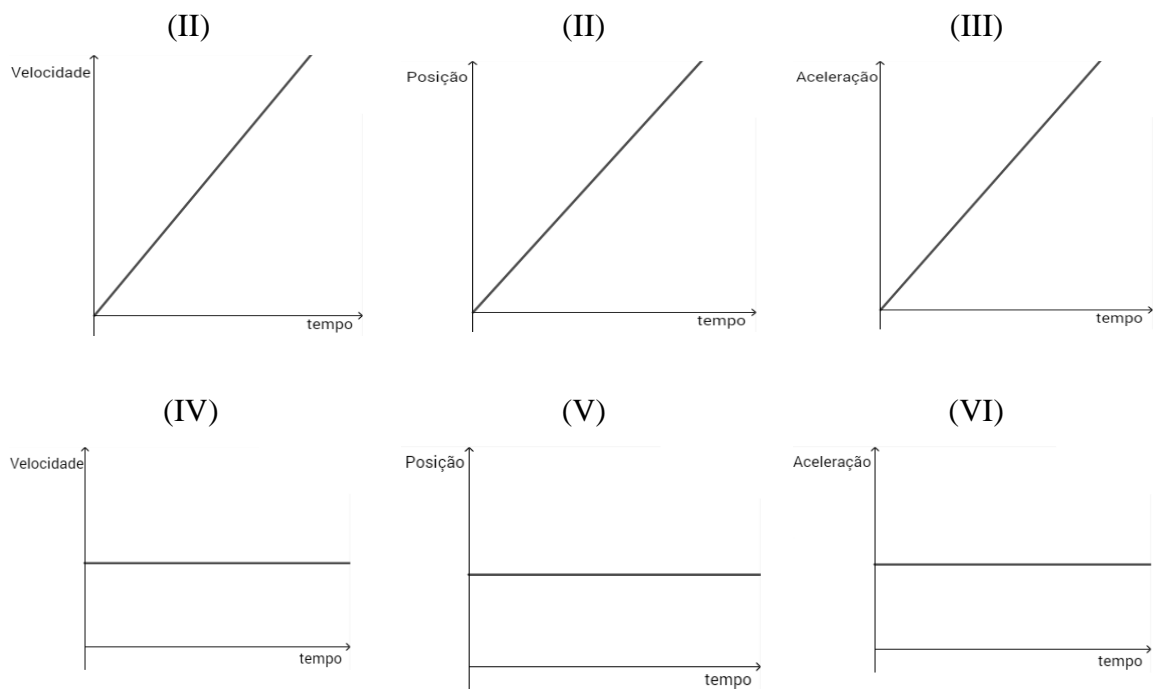 (II)
(II)
(III)
Velocidade
Posição
Aceleração
tempo
tempo
tempo
(IV)
(V)
(VI)
Velocidade
Posição
Aceleração
tempo
tempo
tempo